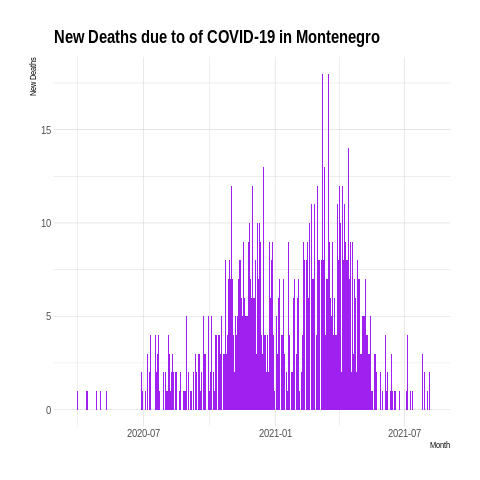 New Deaths due to of COVID-19 in Montenegro
New Deaths
15
10
5
0
2020-07 2021-01 2021-07
Month